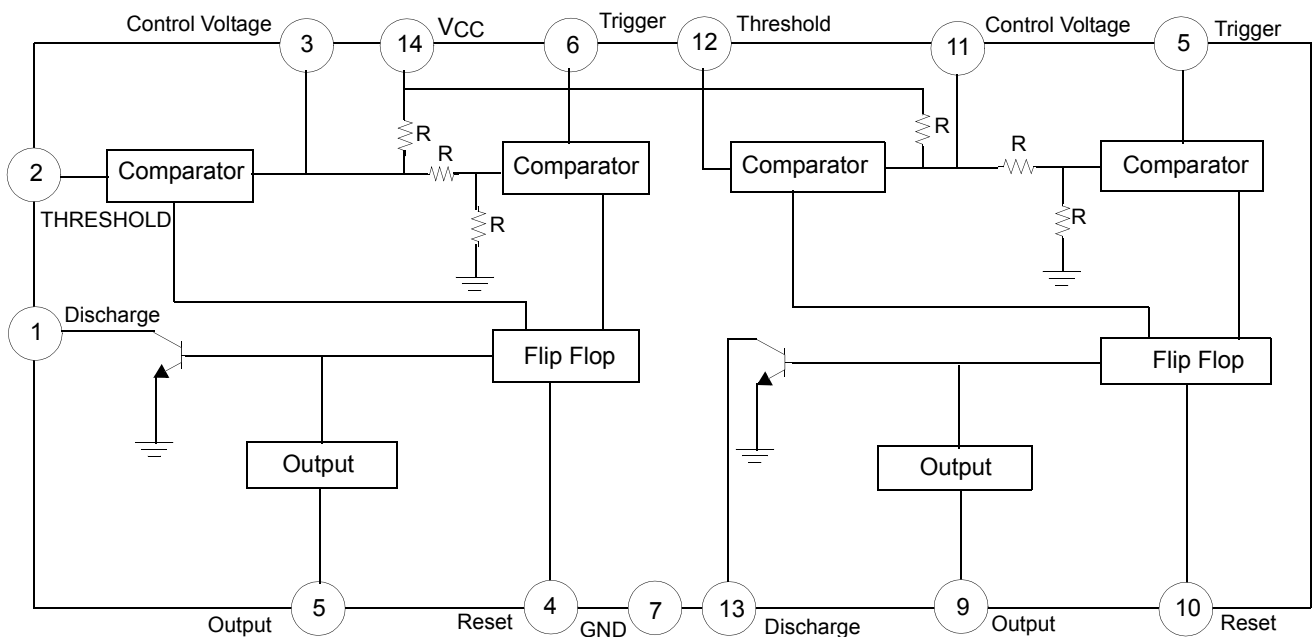 Control Voltage
3
14
VCC
6
Trigger
12
Threshold
11
Control Voltage
5
Trigger
R
R
R
R
R
R
2
THRESHOLD
Comparator
Comparator
Comparator
Comparator
1
Discharge
Flip Flop
Flip Flop
Output
Output
Output
5
Reset
4
GND
7
13
Discharge
9
Output
10
Reset